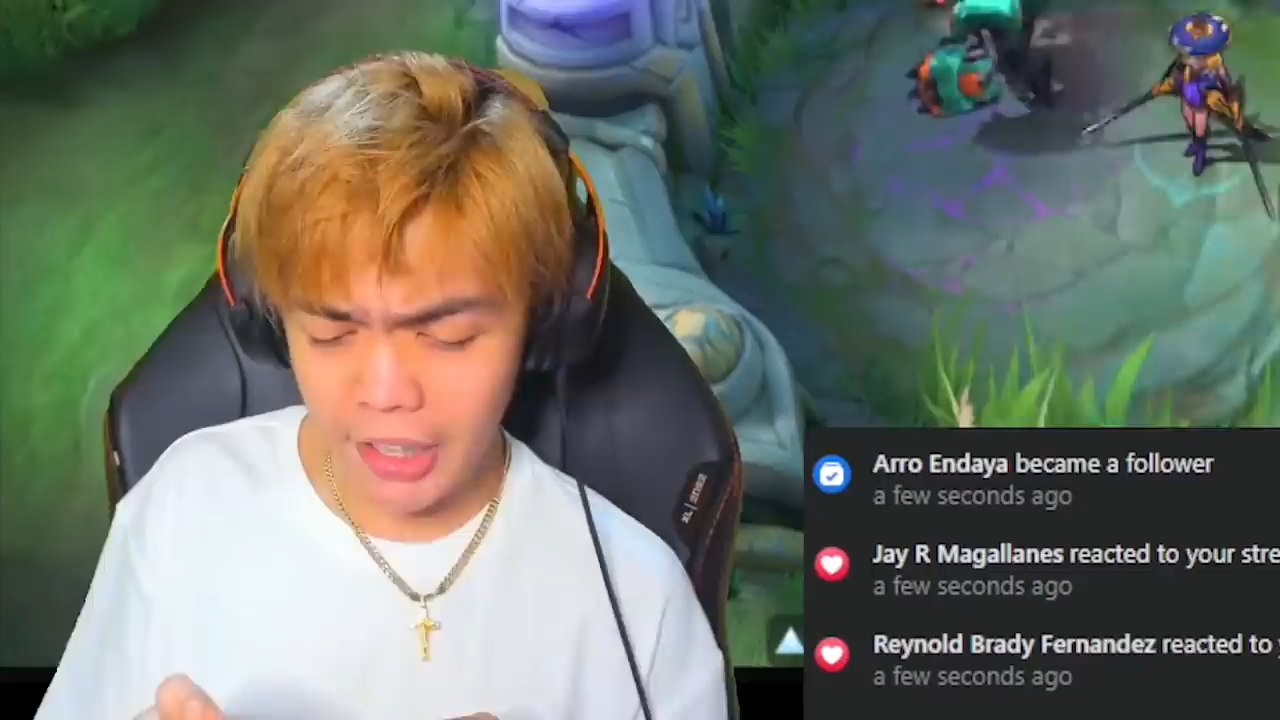 Arro Endaya became a follower
a few seconds ago
Jay R Magallanes reacted to your stre
a few seconds ago
Reynold Brady Fernandez reacted to
a few seconds ago